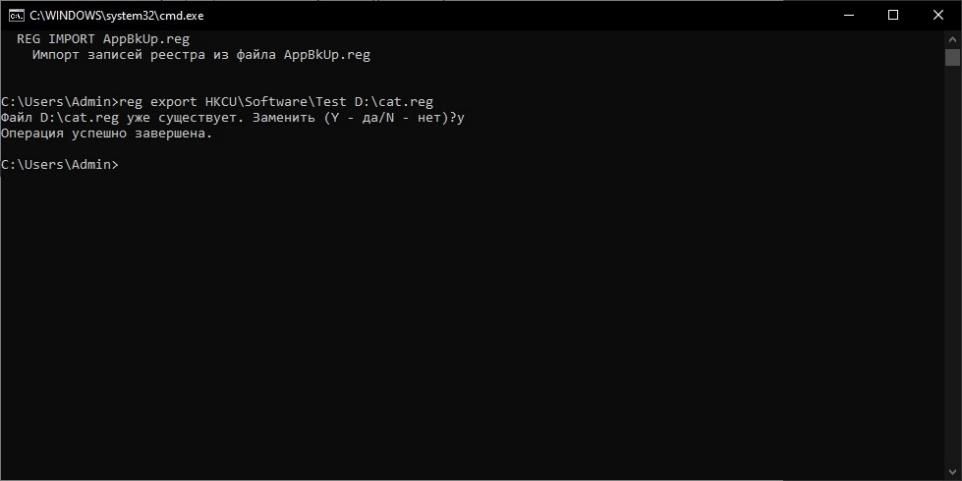 C:\WINDOWS\system32\cmd.exe
REG IMPORT AppBkUp.reg
Импорт записей реестра из файла AppBkUp.reg
C:\Users\Admin>reg export HKCU\Software\Test D:\cat.reg
Файл D:\cat.reg уже существует. Заменить (Y - да/N - нет)?y
Операция успешно завершена.
C:\Users\Admin>